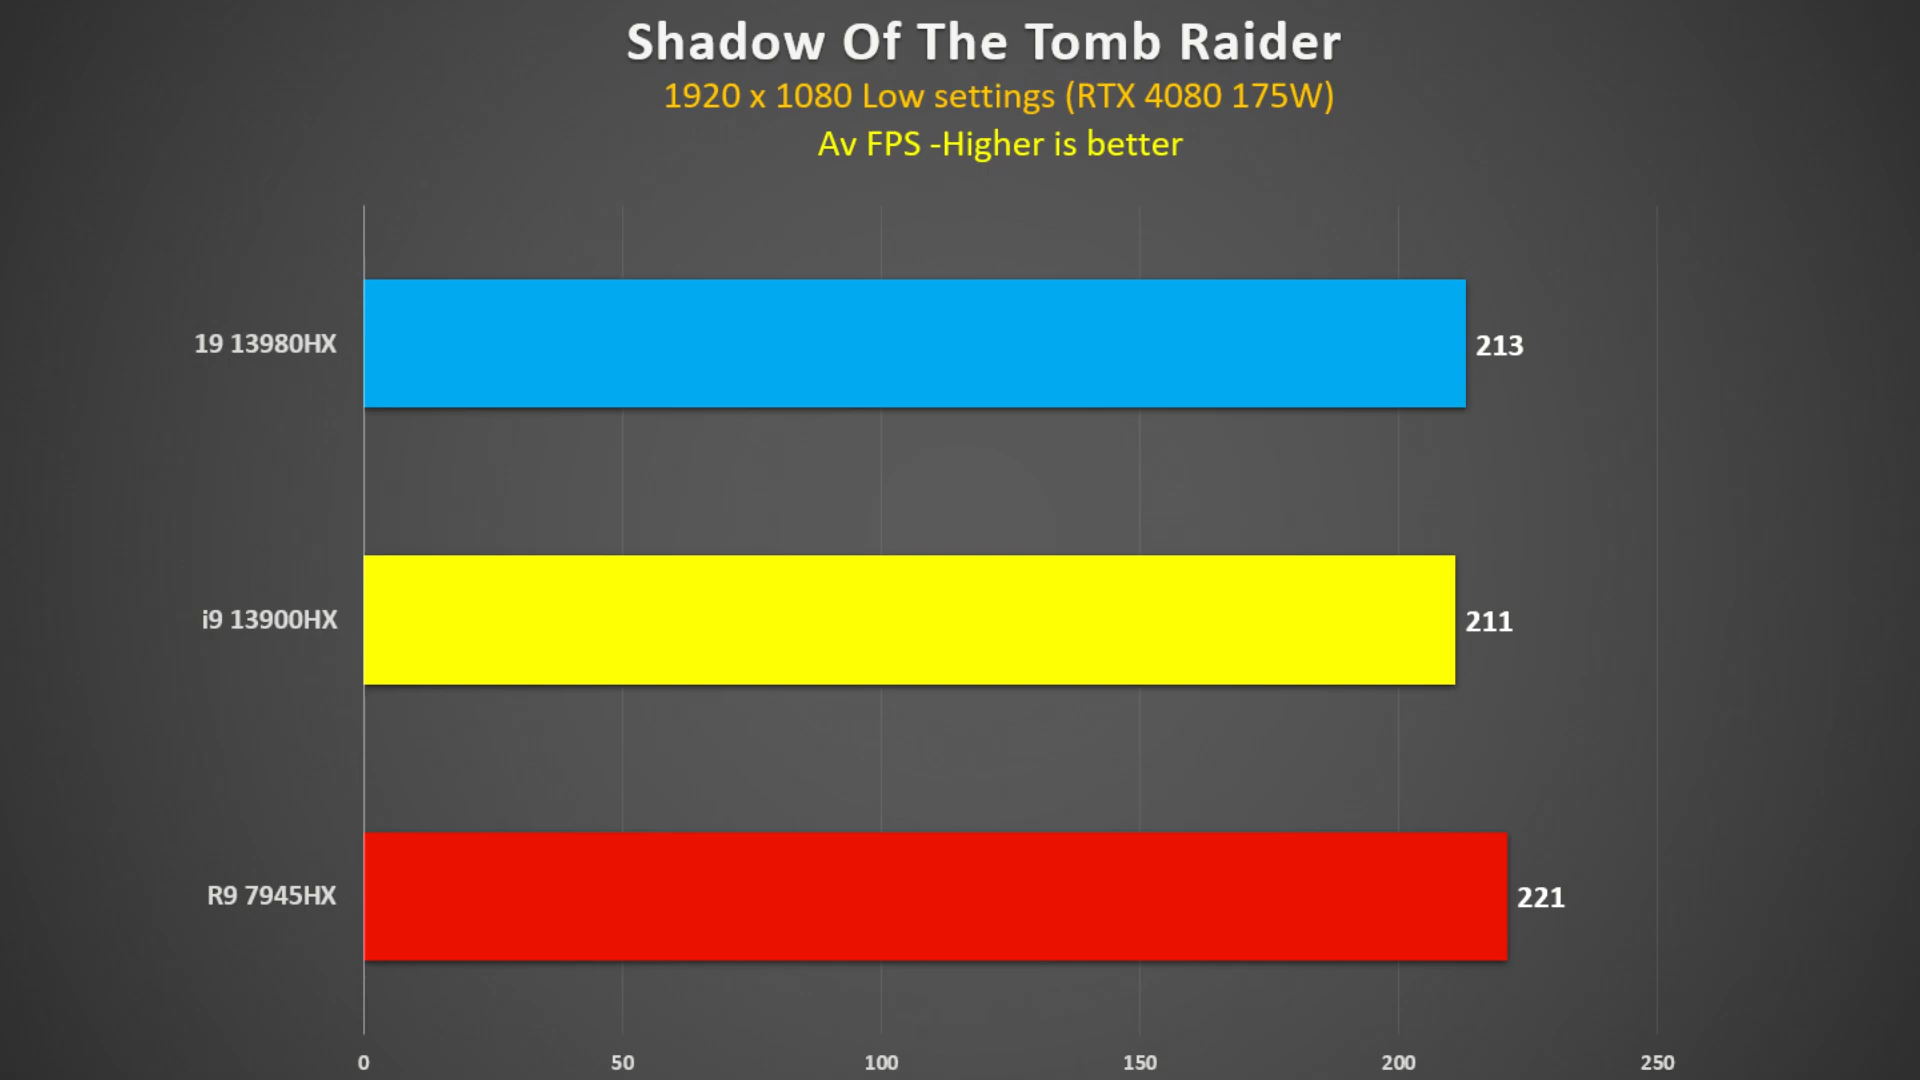 Shadow Of The Tomb Raider
1920 x 1080 Low settings (RTX 4080 175W)
Av FPS -Higher is better
19 13980HX
213
i9 13900HX
211
R9 7945HX
221
0 50 100 150 200 250